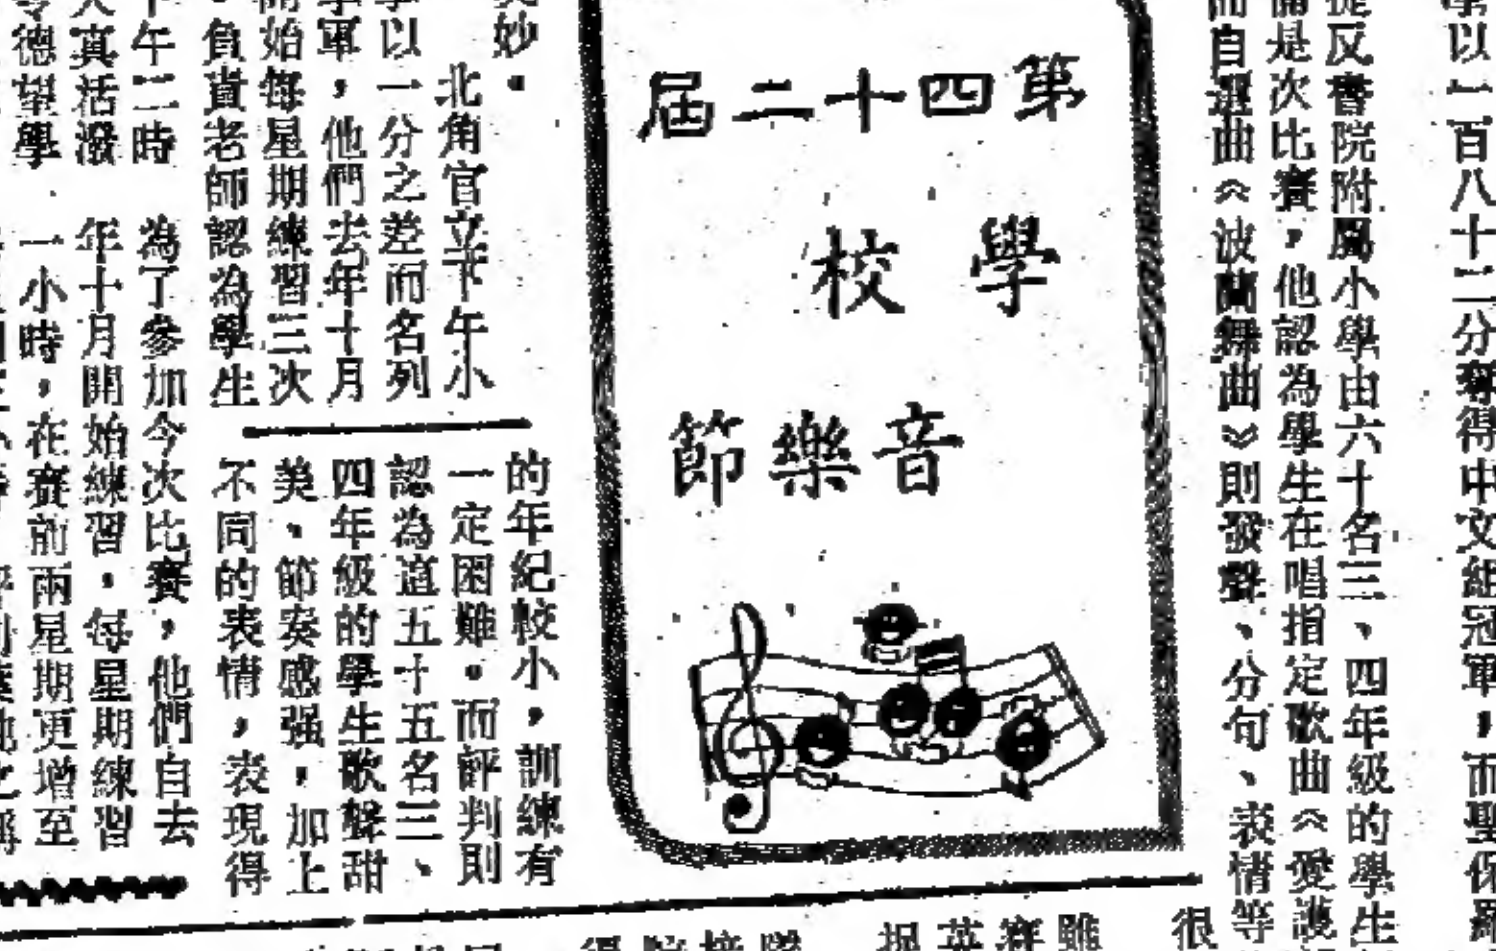 學以一百八十二分奪得中文組冠軍，而聖保羅
提反書院附屬小學由六十名三、四年級的學生
是次比賽，他認為學生在唱指定歌曲《愛護
而自選曲《波蘭舞曲》則發聲、分句、表情等
第四十二屆
學校
音樂節
妙。
北角官立下午小
學以一分之差而名列
軍，他們去年十月
開始每星期練習三次
負責老師認為學生
的年紀較小，訓練有
一定困難。而評判則
認為這五十五名三、
四年級的學生歌聲甜
美、節奏感强，加上
不同的表情，表現得
午二時
真活潑
德望學
為了參加今次比賽，他們自去
年十月開始練習，每星期練習
一小時，在賽前兩星期更增至
很